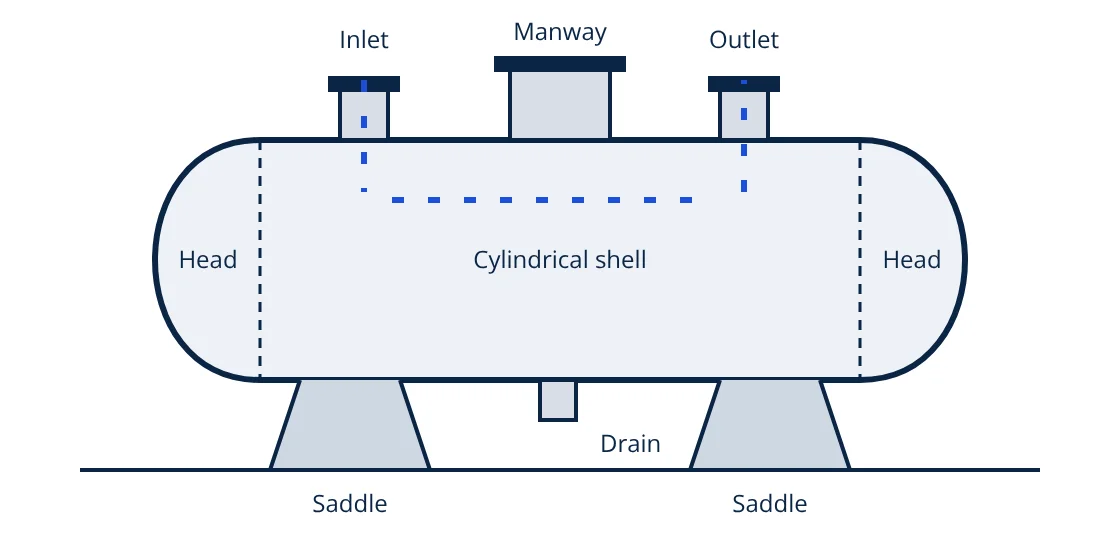 Inlet
Manway
Outlet
Head
Cylindrical shell
Head
Drain
Saddle
Saddle